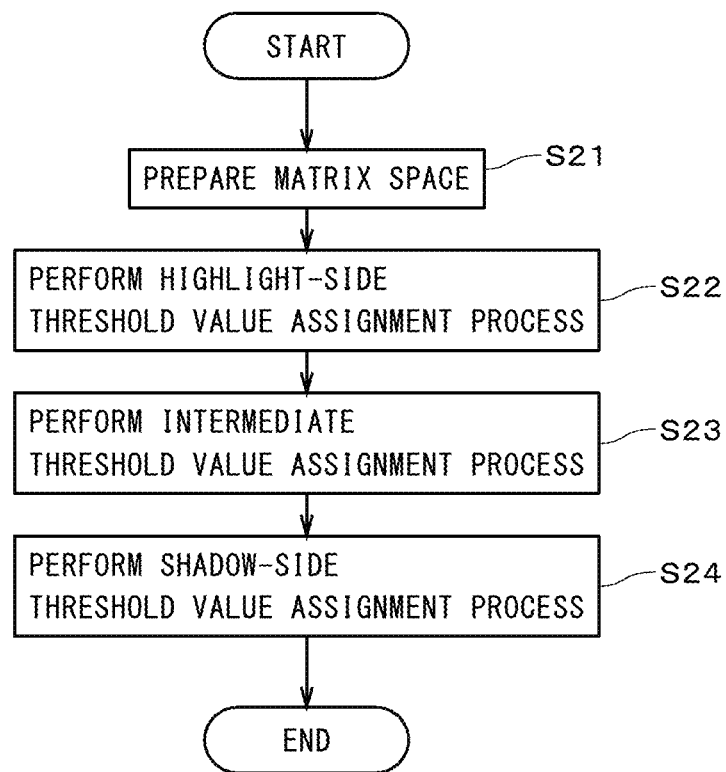 START
PREPARE MATRIX SPACE
S21
PERFORM HIGHLIGHT-SIDE
THRESHOLD VALUE ASSIGNMENT PROCESS
S22
PERFORM INTERMEDIATE
THRESHOLD VALUE ASSIGNMENT PROCESS
S23
PERFORM SHADOW-SIDE
THRESHOLD VALUE ASSIGNMENT PROCESS
S24
END